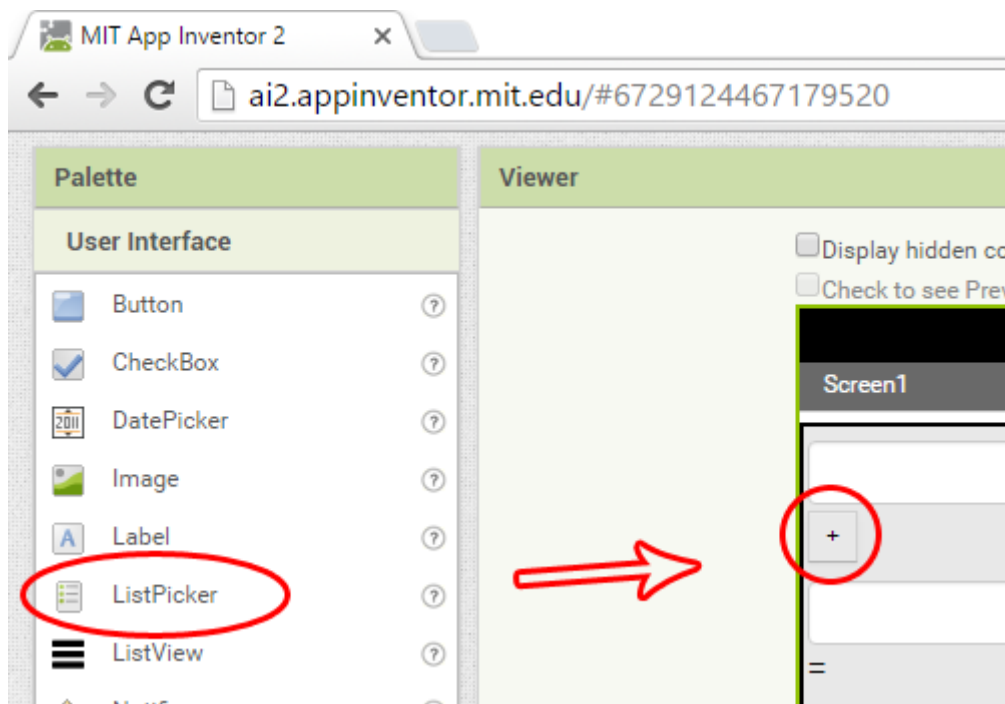 MIT App Inventor 2
ai2.appinventor.mit.edu/#6729124467179520
Palette
User Interface
Button
?
CheckBox
?
2011
DatePicker
?
Image
?
A
Label
?
ListPicker
?
ListView
?
Viewer
Display hidden co
Check to see Prev
Screen1
+
=